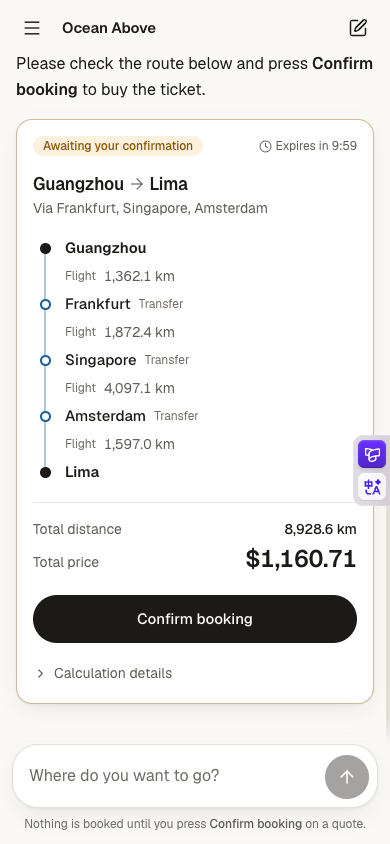 Ocean Above
Please check the route below and press Confirm
booking to buy the ticket.
Awaiting your confirmation
Expires in 9:59
Guangzhou → Lima
Via Frankfurt, Singapore, Amsterdam
Guangzhou
Flight 1,362.1 km
Frankfurt Transfer
Flight 1,872.4 km
Singapore Transfer
Flight 4,097.1 km
Amsterdam Transfer
Flight 1,597.0 km
Lima
Total distance 8,928.6 km
Total price $1,160.71
Confirm booking
Calculation details
Where do you want to go?
Nothing is booked until you press Confirm booking on a quote.